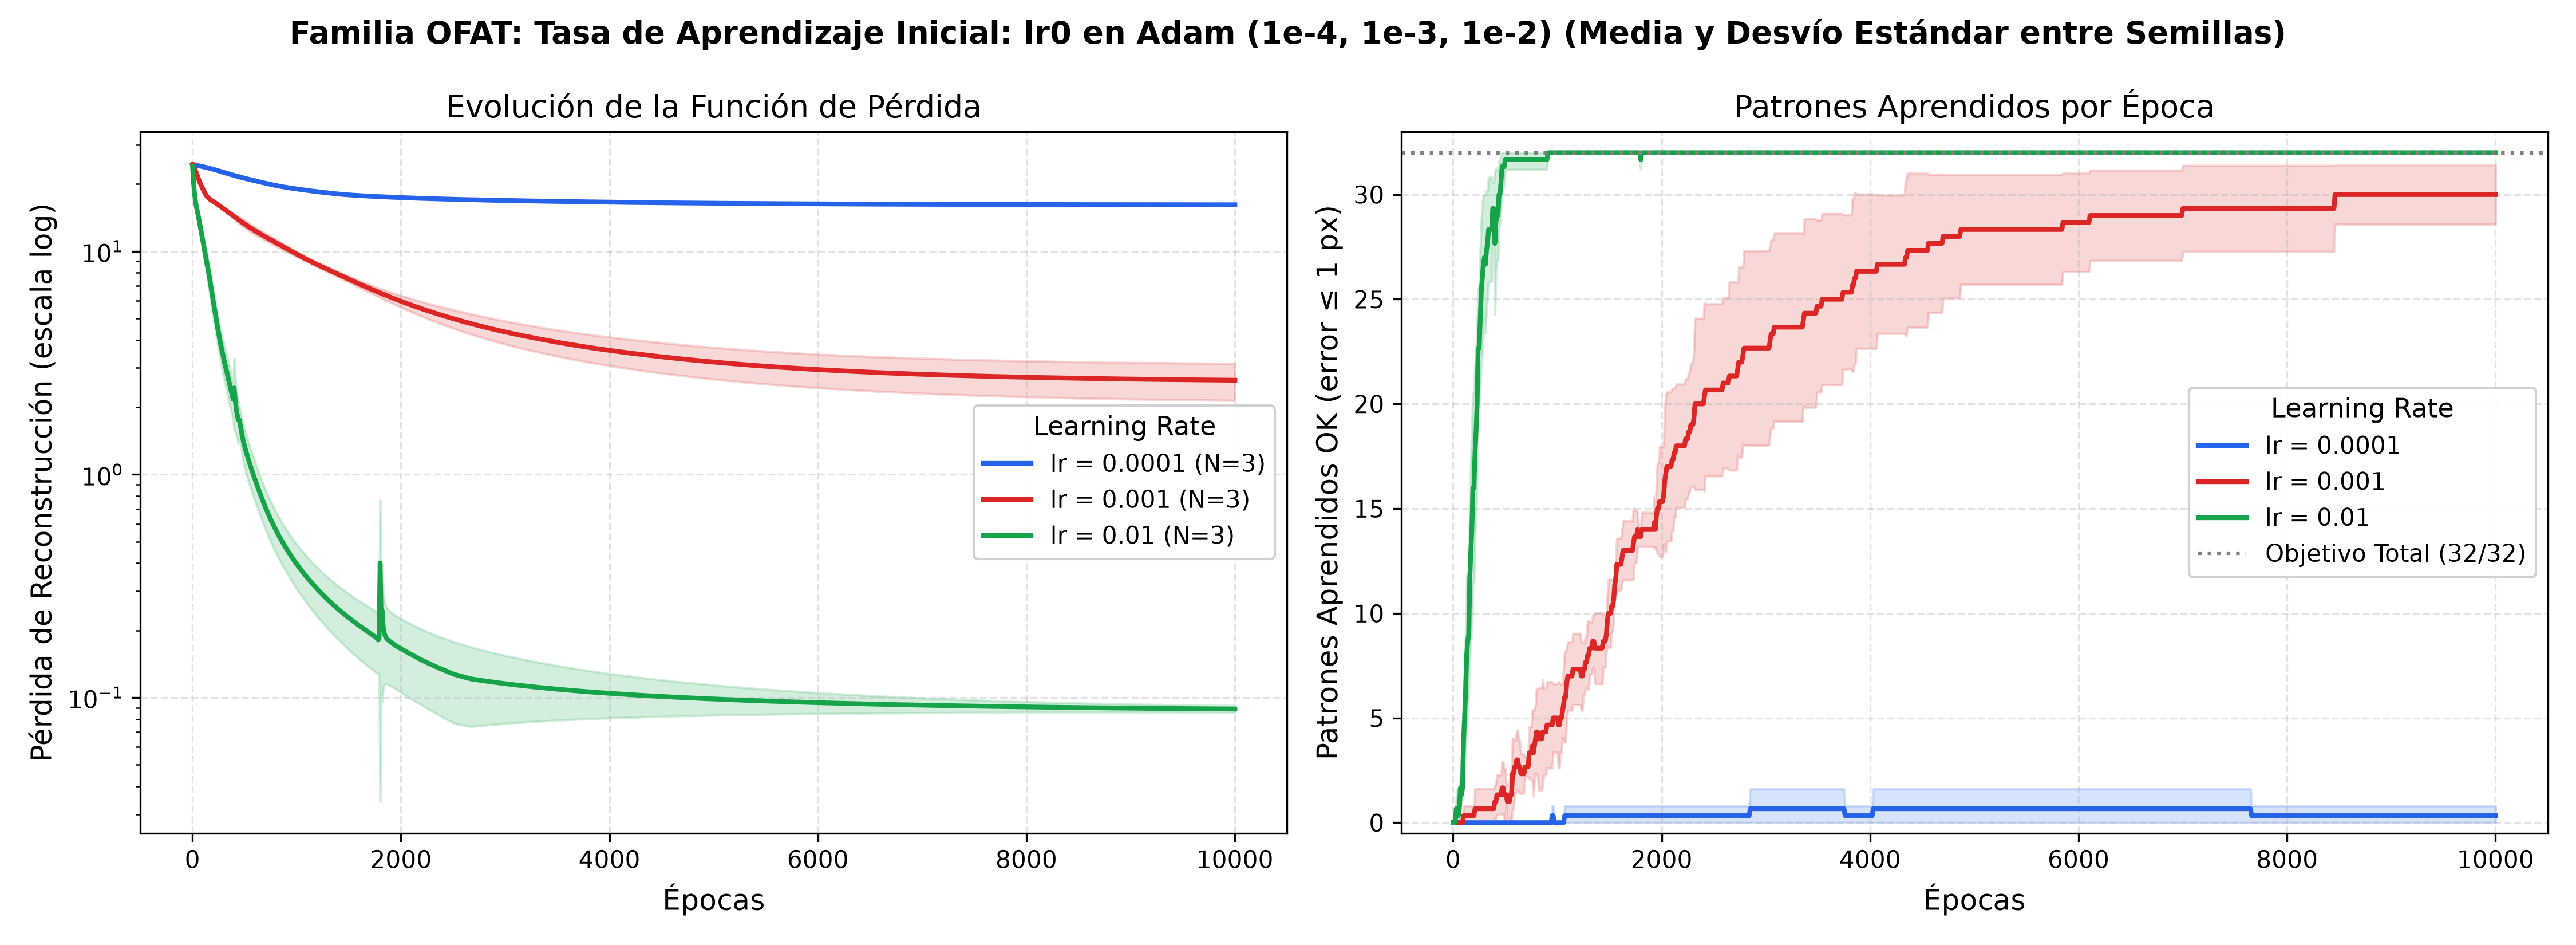 Familia OFAT: Tasa de Aprendizaje Inicial: lr0 en Adam (1e-4, 1e-3, 1e-2) (Media y Desvío Estándar entre Semillas)
Evolución de la Función de Pérdida
Pérdida de Reconstrucción (escala log)
10¹
10⁰
10⁻¹
Learning Rate
lr = 0.0001 (N=3)
lr = 0.001 (N=3)
lr = 0.01 (N=3)
0 2000 4000 6000 8000 10000
Épocas
Patrones Aprendidos por Época
Patrones Aprendidos OK (error ≤ 1 px)
30
25
20
15
10
5
0
Learning Rate
lr = 0.0001
lr = 0.001
lr = 0.01
Objetivo Total (32/32)
0 2000 4000 6000 8000 10000
Épocas